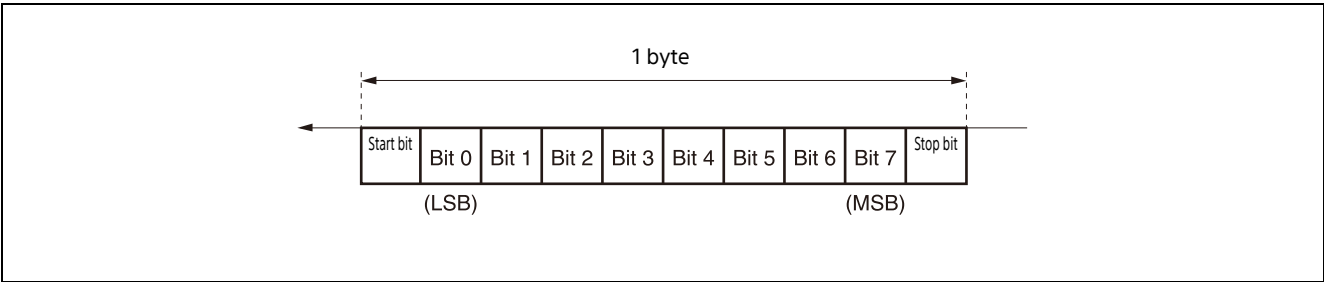 1 byte
Start bit Bit 0 Bit 1 Bit 2 Bit 3 Bit 4 Bit 5 Bit 6 Bit 7 Stop bit
(LSB) (MSB)